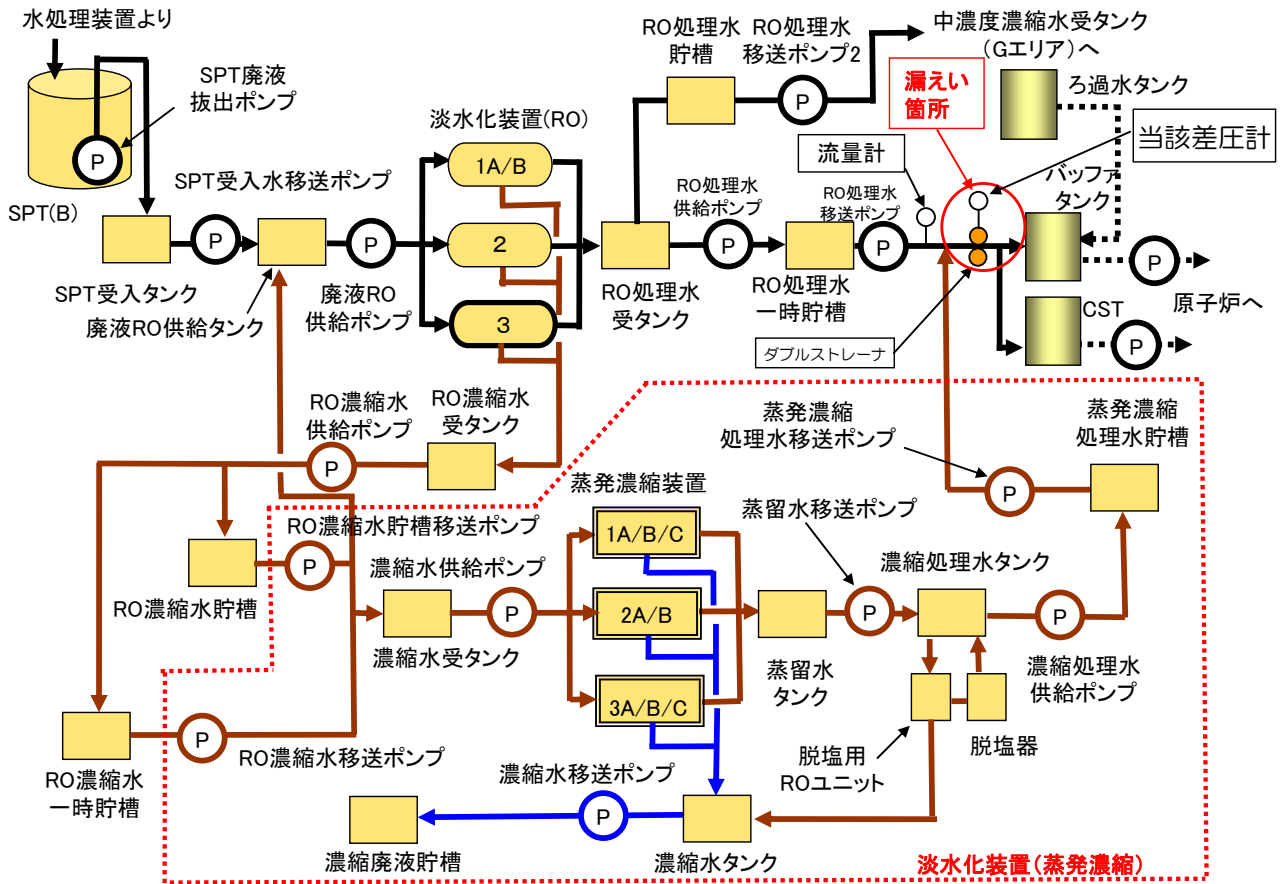 水処理装置より
SPT廃液
抜出ポンプ
P
SPT(B)
SPT受入水移送ポンプ
P
SPT受入タンク
廃液RO供給タンク
P
廃液RO
供給ポンプ
淡水化装置(RO)
1A/B
2
3
RO処理水
貯槽
RO処理水
移送ポンプ2
P
中濃度濃縮水受タンク
(Gエリア)へ
漏えい
箇所
ろ過水タンク
当該差圧計
流量計
バッファ
タンク
RO処理水
供給ポンプ
P
RO処理水
移送ポンプ
P
RO処理水
受タンク
RO処理水
一時貯槽
ダブルストレーナ
CST
P
P
原子炉へ
RO濃縮水
供給ポンプ
P
RO濃縮水
受タンク
RO濃縮水貯槽移送ポンプ
P
RO濃縮水貯槽
RO濃縮水
一時貯槽
P
RO濃縮水移送ポンプ
濃縮水供給ポンプ
P
濃縮水受タンク
蒸発濃縮装置
1A/B/C
2A/B
3A/B/C
蒸発濃縮
処理水移送ポンプ
P
蒸発濃縮
処理水貯槽
蒸留水移送ポンプ
P
蒸留水
タンク
濃縮処理水タンク
P
濃縮処理水
供給ポンプ
脱塩用
ROユニット
脱塩器
濃縮水移送ポンプ
P
濃縮廃液貯槽
濃縮水タンク
淡水化装置(蒸発濃縮)